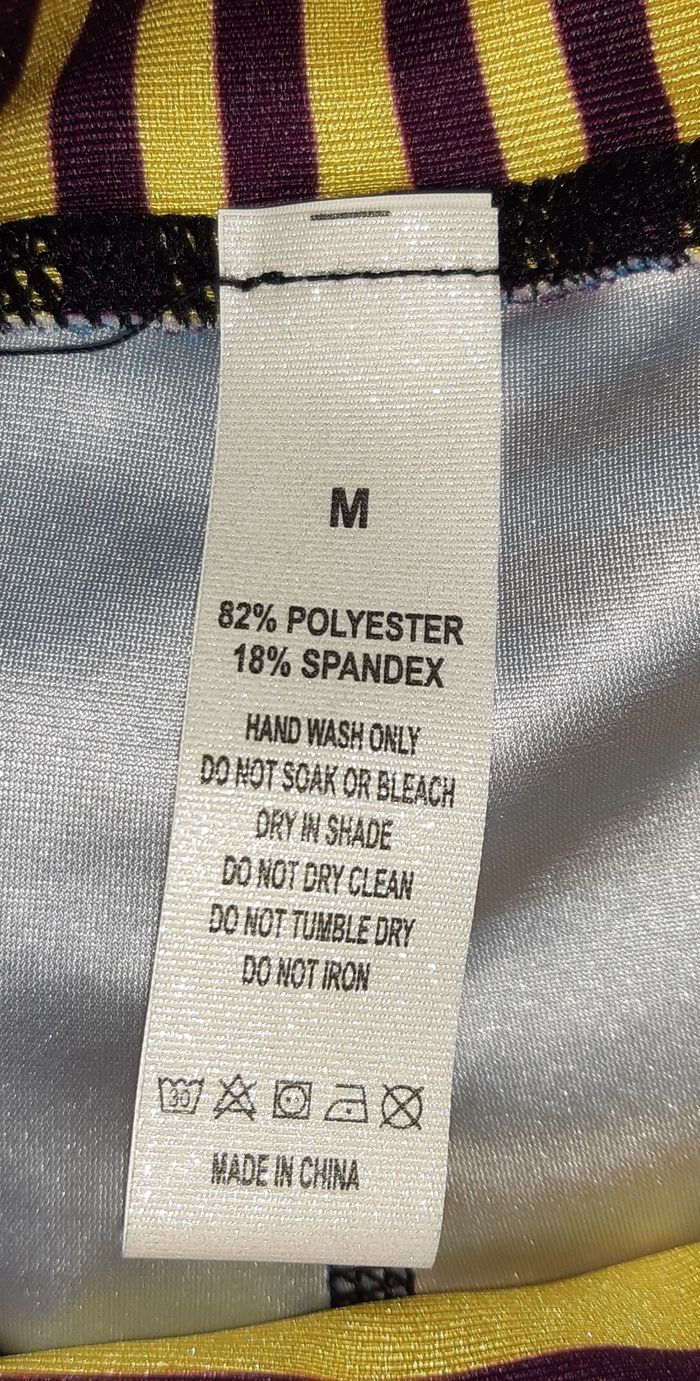 M
82% POLYESTER
18% SPANDEX
HAND WASH ONLY
DO NOT SOAK OR BLEACH
DRY IN SHADE
DO NOT DRY CLEAN
DO NOT TUMBLE DRY
DO NOT IRON
30
MADE IN CHINA